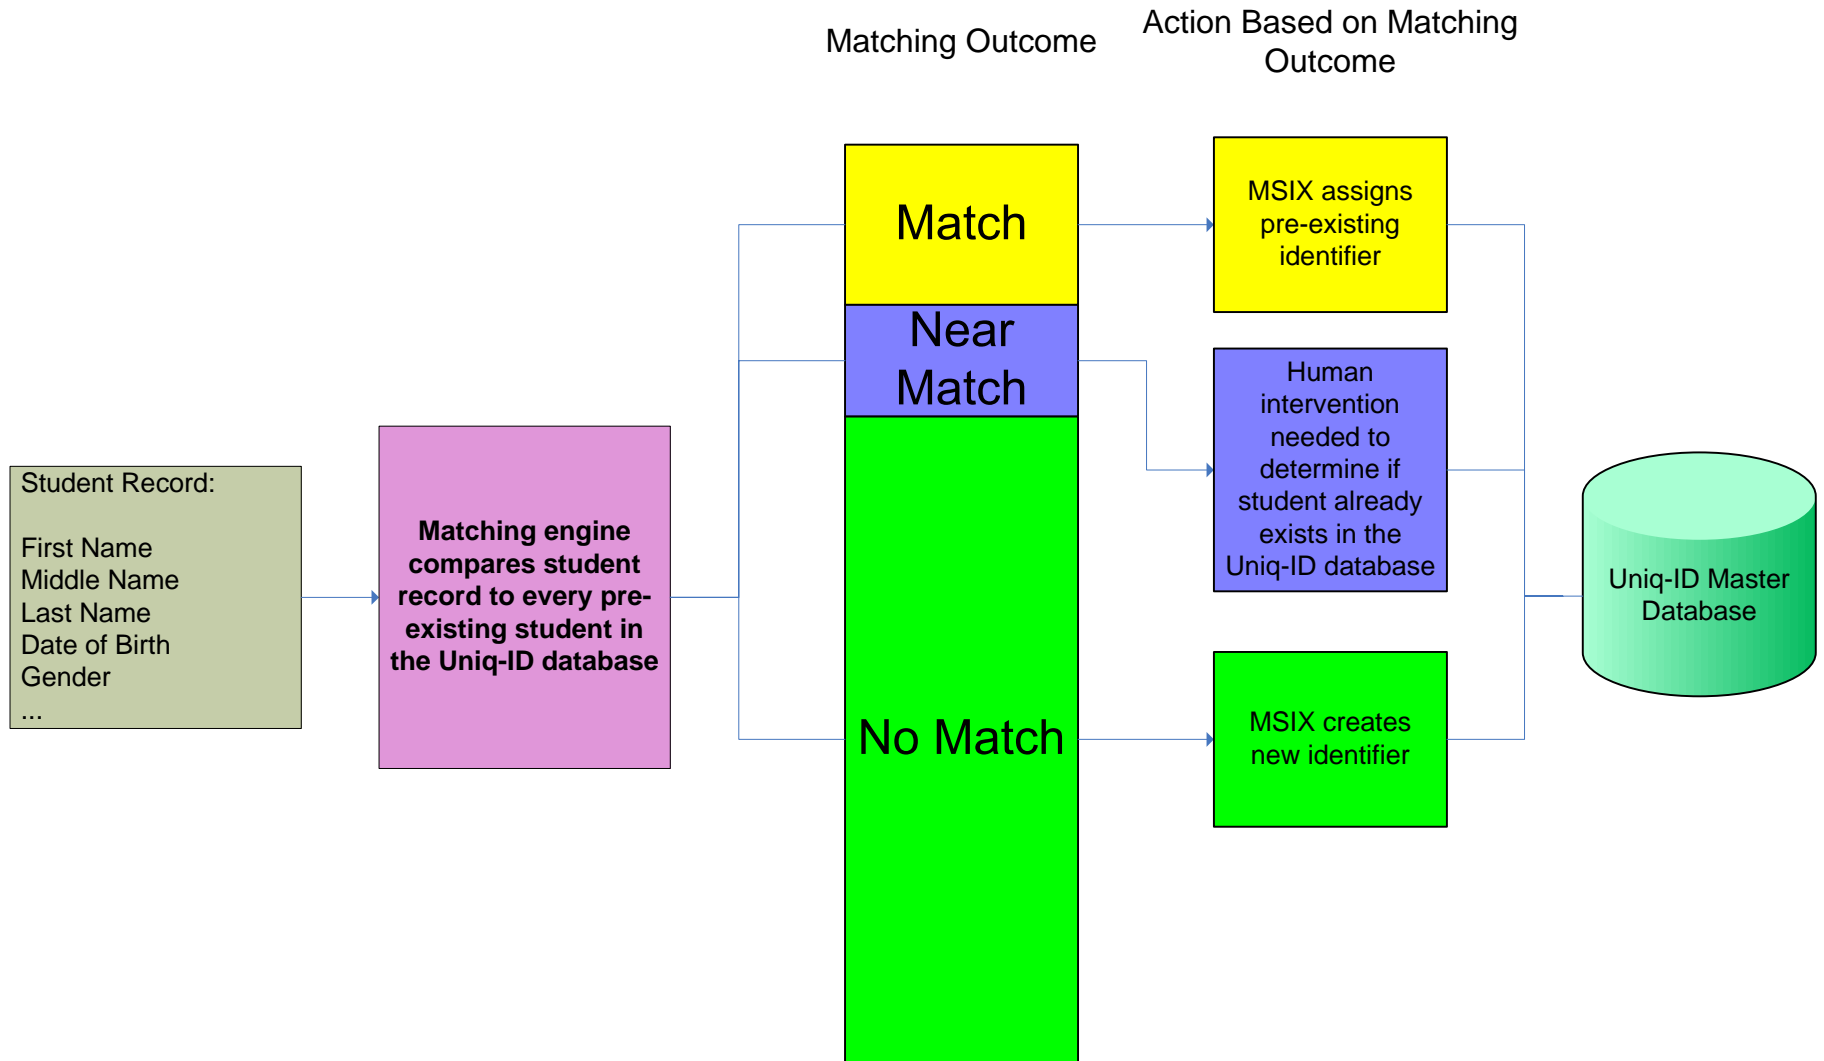 Matching Outcome
Action Based on Matching
Outcome
Student Record:
First Name
Middle Name
Last Name
Date of Birth
Gender
...
Matching engine
compares student
record to every pre-
existing student in
the Uniq-ID database
Match
Near
Match
No Match
MSIX assigns
pre-existing
identifier
Human
intervention
needed to
determine if
student already
exists in the
Uniq-ID database
MSIX creates
new identifier
Uniq-ID Master
Database